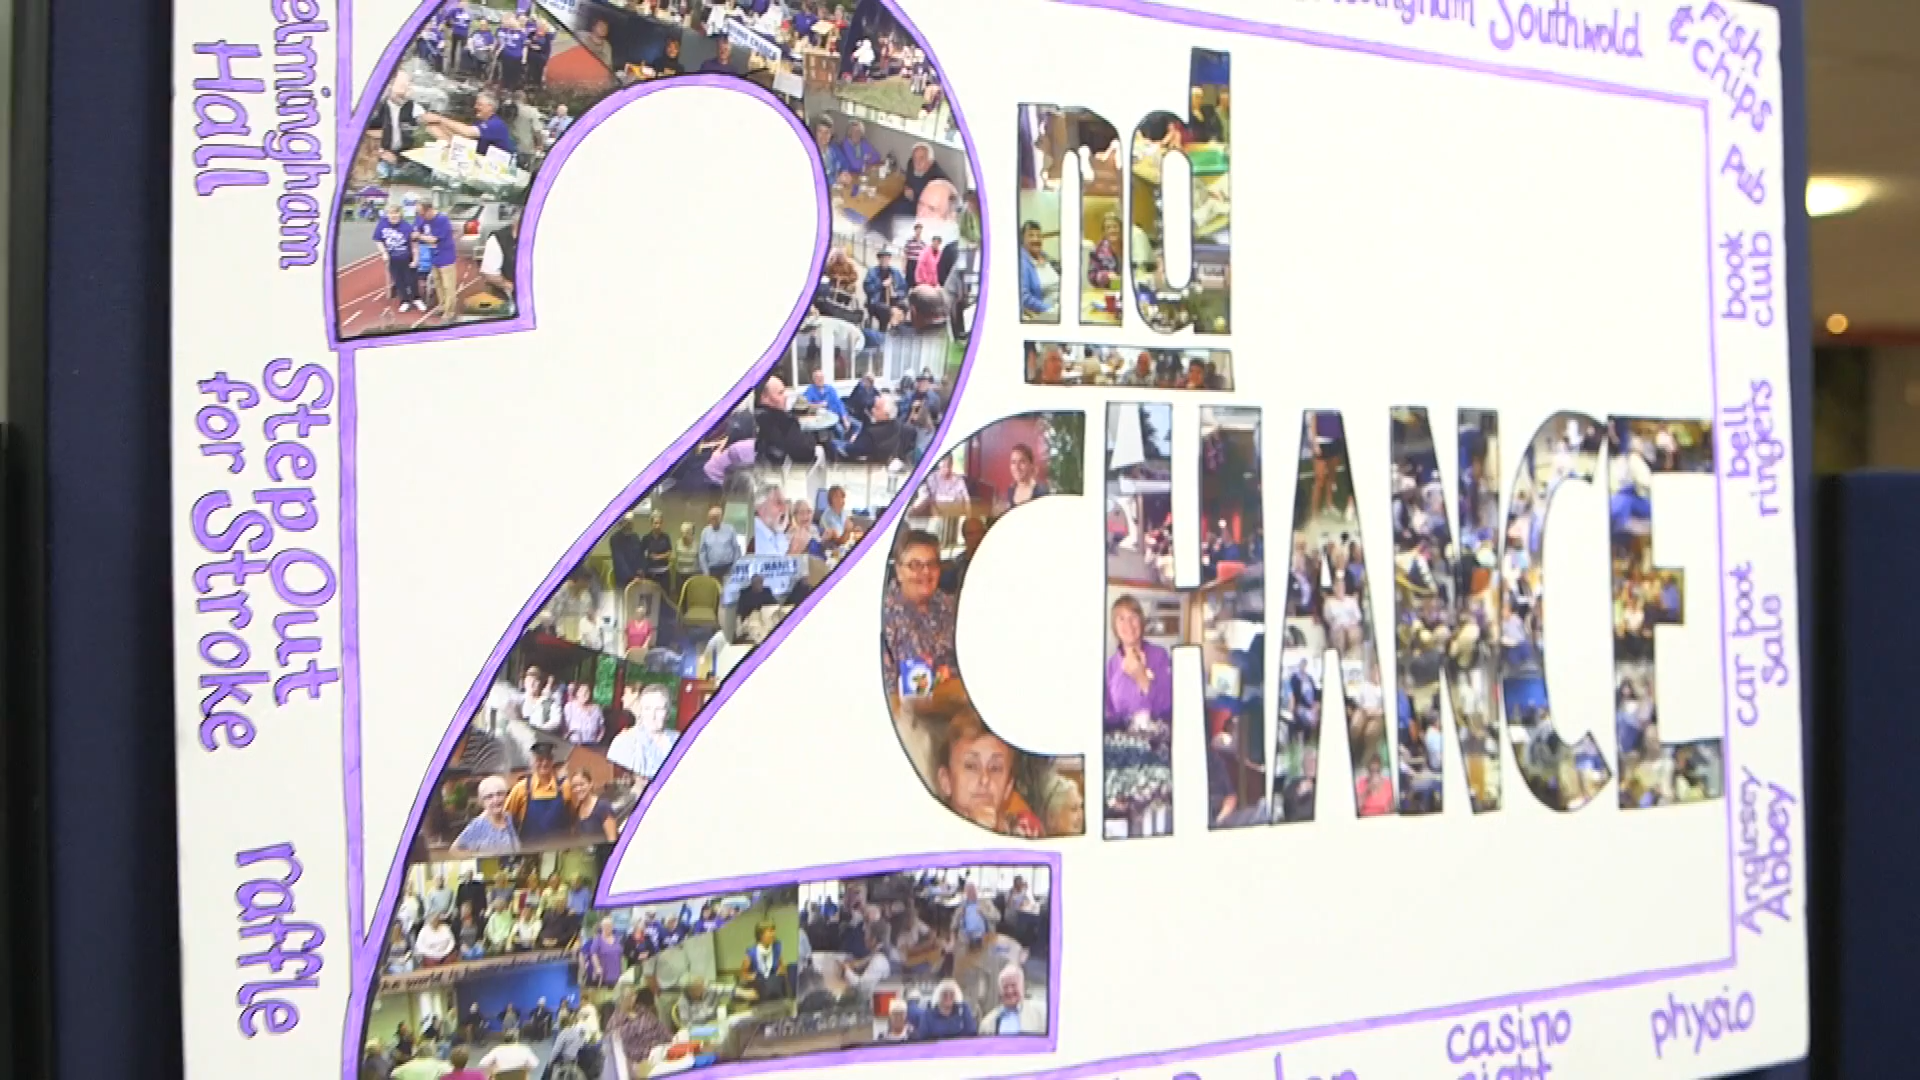 Southwold
Fish
& Chips
Pub
book
club
bell
ringers
car boot
Sale
Anglesey
Abbey
2nd
CHANCE
Hall
Step Out
for Stroke
raffle
casino
physio